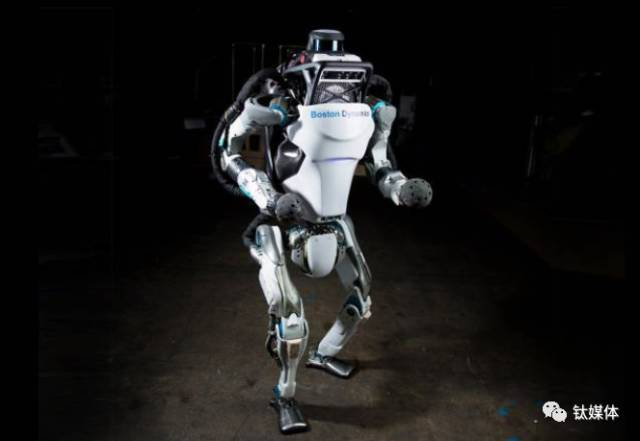 Boston Dynamics
钛媒体